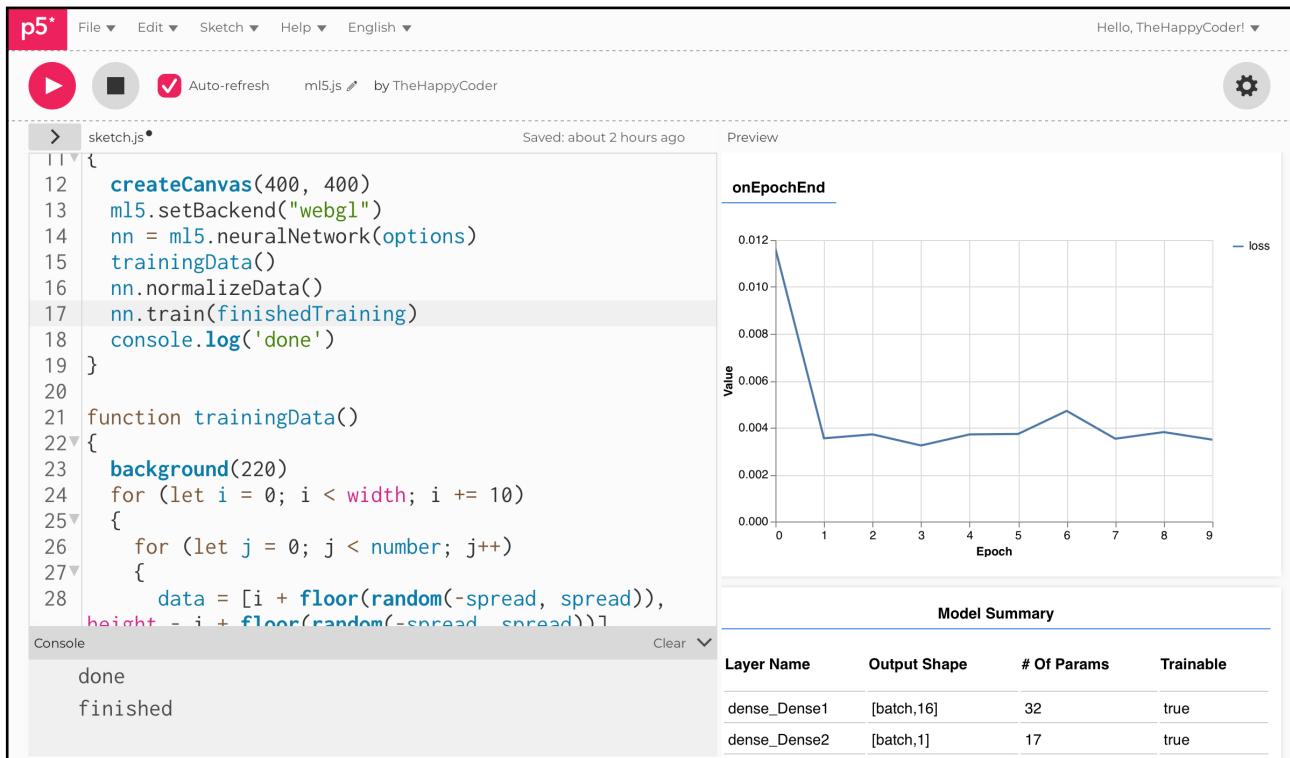 p5* File Edit Sketch Help English Hello, TheHappyCoder!
Auto-refresh ml5.js by TheHappyCoder
sketch.js Saved: about 2 hours ago Preview
11 {
12 createCanvas(400, 400)
13 ml5.setBackend("webgl")
14 nn = ml5.neuralNetwork(options)
15 trainingData()
16 nn.normalizeData()
17 nn.train(finishedTraining)
18 console.log('done')
19 }
20
21 function trainingData()
22 {
23 background(220)
24 for (let i = 0; i < width; i += 10)
25 {
26 for (let j = 0; j < number; j++)
27 {
28 data = [i + floor(random(-spread, spread)),
height - i + floor(random(-spread, spread))]
Console Clear
done
finished
onEpochEnd
loss
Value
0.012
0.010
0.008
0.006
0.004
0.002
0.000
0 1 2 3 4 5 6 7 8 9
Epoch
Model Summary
Layer Name Output Shape # Of Params Trainable
dense_Dense1 [batch,16] 32 true
dense_Dense2 [batch,1] 17 true